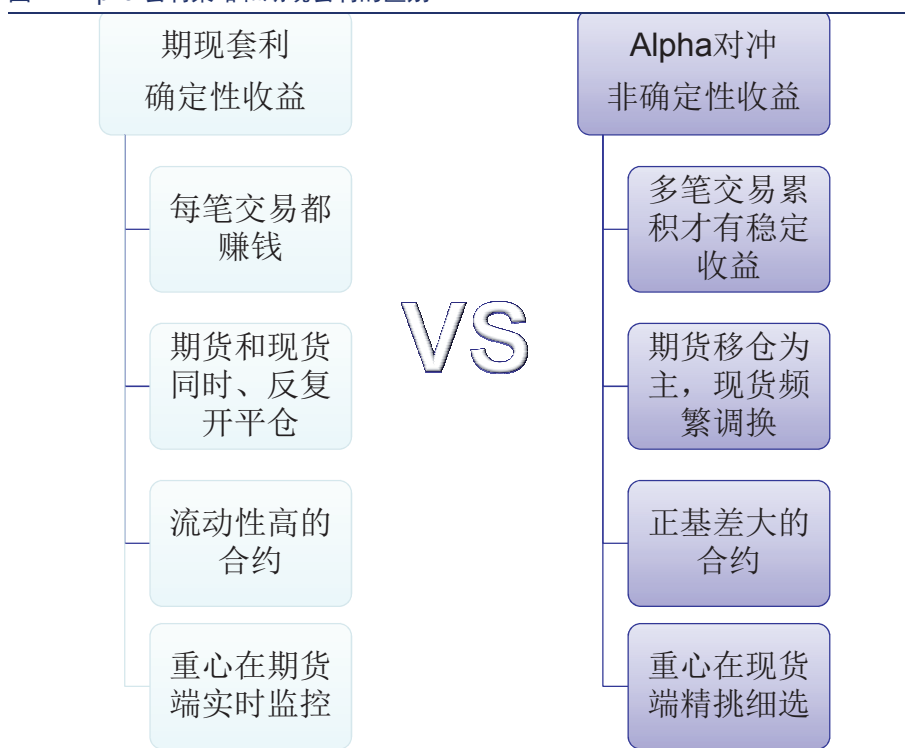 期现套利
确定性收益
每笔交易都
赚钱
期货和现货
同时、反复
开平仓
流动性高的
合约
重心在期货
端实时监控
VS
Alpha对冲
非确定性收益
多笔交易累
积才有稳定
收益
期货移仓为
主，现货频
繁调换
正基差大的
合约
重心在现货
端精挑细选